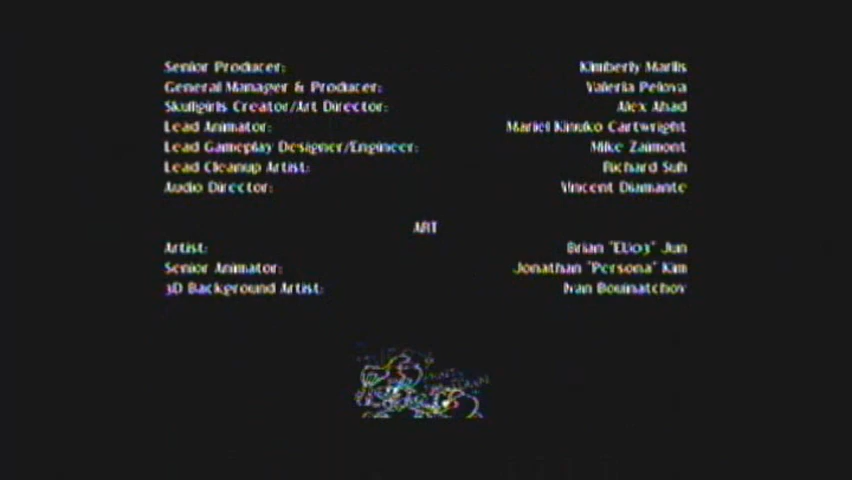 Senior Producer: Kimberly Marlis
General Manager & Producer: Valeria Pelova
Skullgirls Creator/Art Director: Alex Ahad
Lead Animator: Mariel Kinuko Cartwright
Lead Gameplay Designer/Engineer: Mike Zaimont
Lead Cleanup Artist: Richard Suh
Audio Director: Vincent Diamante
ART
Artist: Brian "EU03" Jun
Senior Animator: Jonathan "Persona" Kim
3D Background Artist: Ivan Bouinatchov